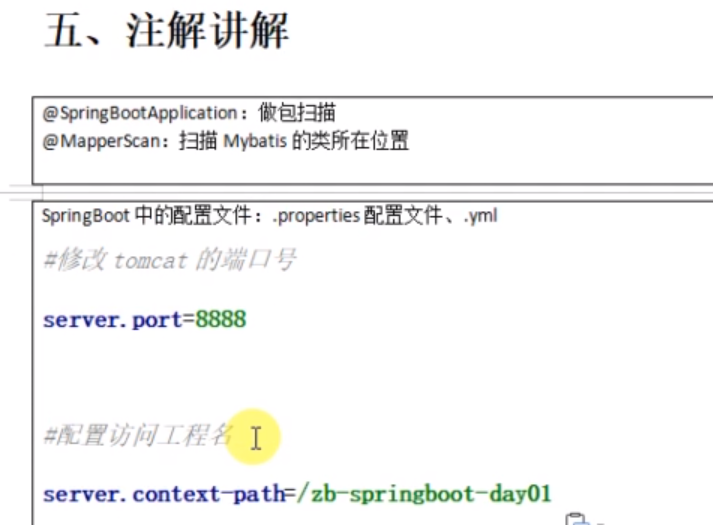 五、注解讲解
@SpringBootApplication：做包扫描
@MapperScan：扫描 Mybatis 的类所在位置
SpringBoot 中的配置文件：.properties 配置文件、.yml
#修改 tomcat 的端口号
server.port=8888
#配置访问工程名
server.context-path=/zb-springboot-day01